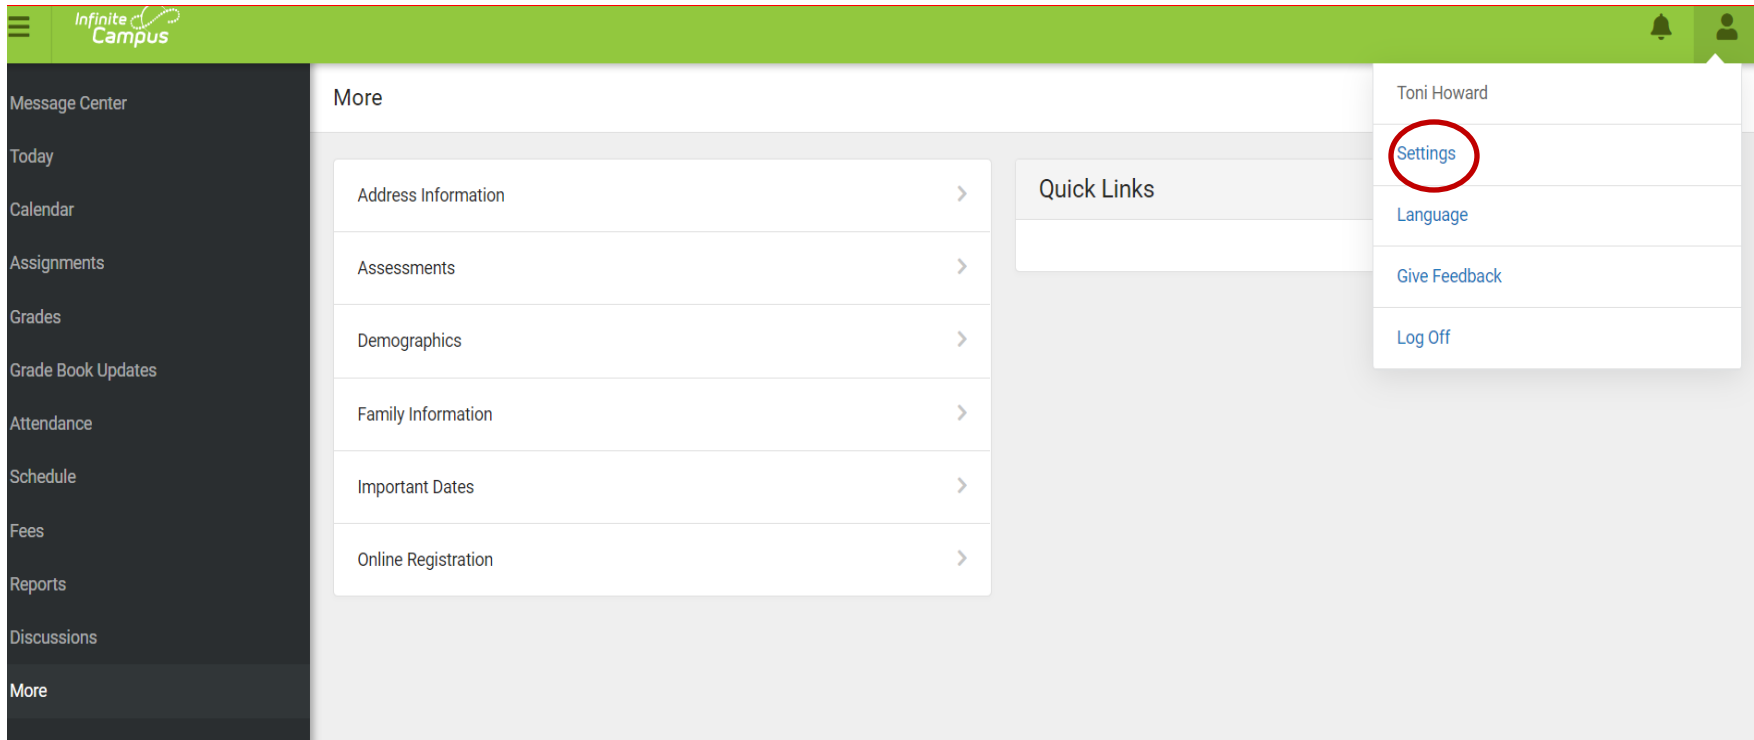 Infinite
Campus
Message Center
Today
Calendar
Assignments
Grades
Grade Book Updates
Attendance
Schedule
Fees
Reports
Discussions
More
More
Address Information
Assessments
Demographics
Family Information
Important Dates
Online Registration
Quick Links
Toni Howard
Settings
Language
Give Feedback
Log Off